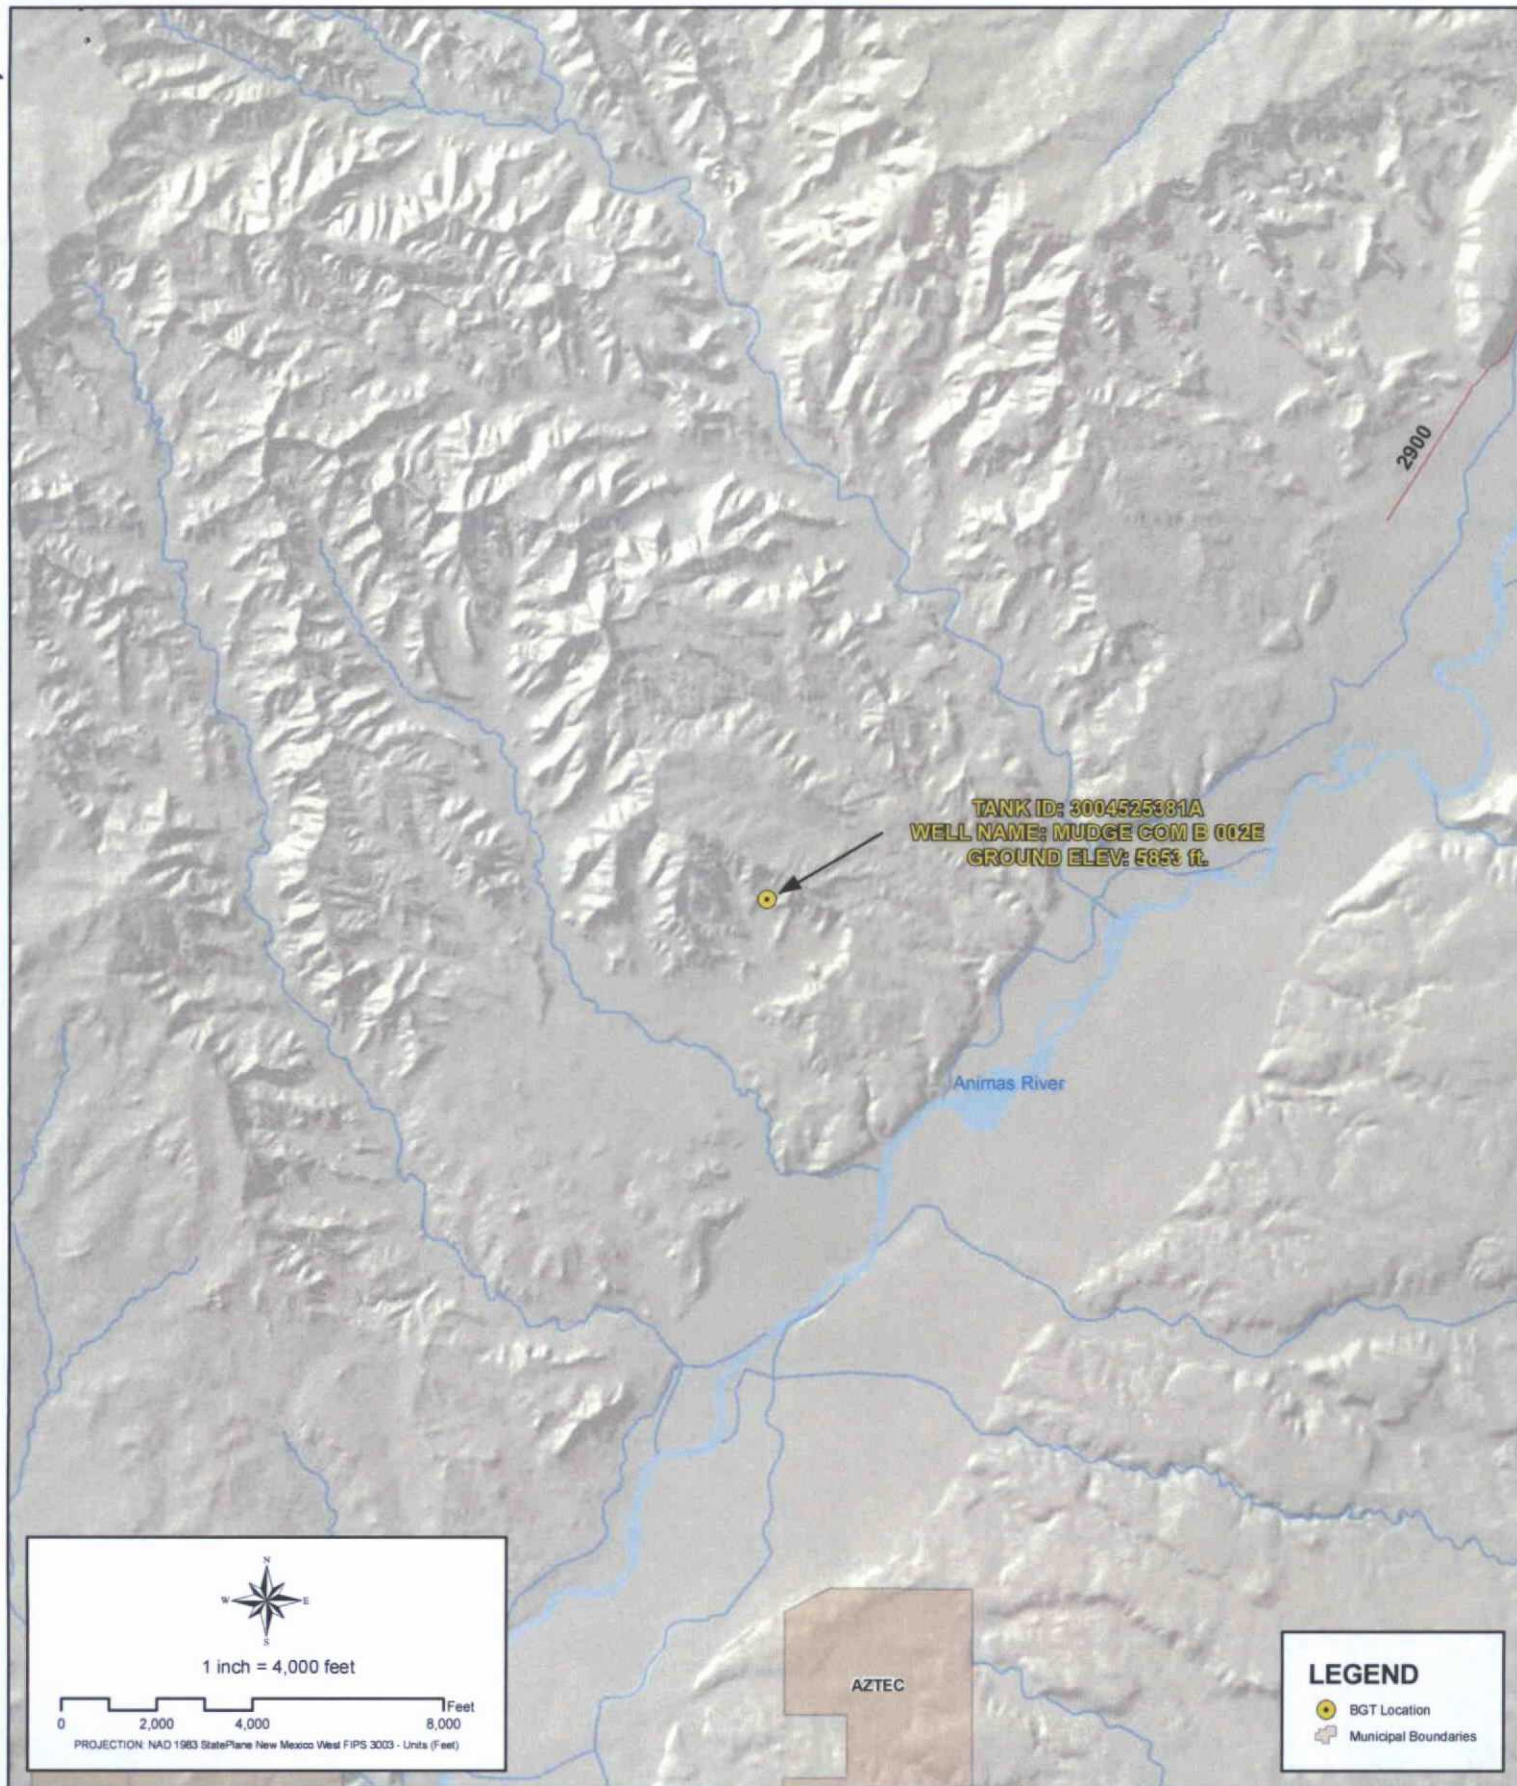 2900
TANK ID: 3004525381A
WELL NAME: MUDGE COM B 002E
GROUND ELEV: 5853 ft.
Animas River
AZTEC
N
W E
S
1 inch = 4,000 feet
Feet
0 2,000 4,000 8,000
PROJECTION: NAD 1983 StatePlane New Mexico West FIPS 3003 - Units (Feet)
LEGEND
BGT Location
Municipal Boundaries